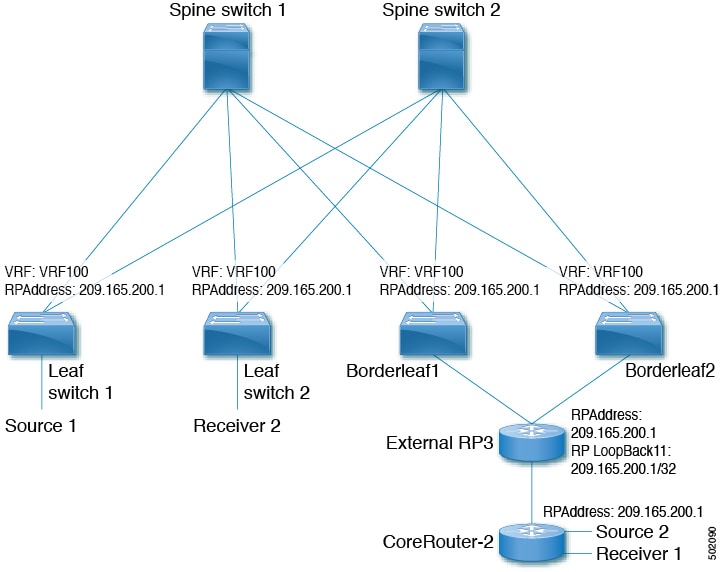 Spine switch 1
Spine switch 2
VRF: VRF100
RPAddress: 209.165.200.1
VRF: VRF100
RPAddress: 209.165.200.1
VRF: VRF100
RPAddress: 209.165.200.1
VRF: VRF100
RPAddress: 209.165.200.1
Leaf
switch 1
Leaf
switch 2
Borderleaf1
Borderleaf2
Source 1
Receiver 2
External RP3
RPAddress:
209.165.200.1
RP LoopBack11:
209.165.200.1/32
RPAddress: 209.165.200.1
CoreRouter-2
Source 2
Receiver 1
502090